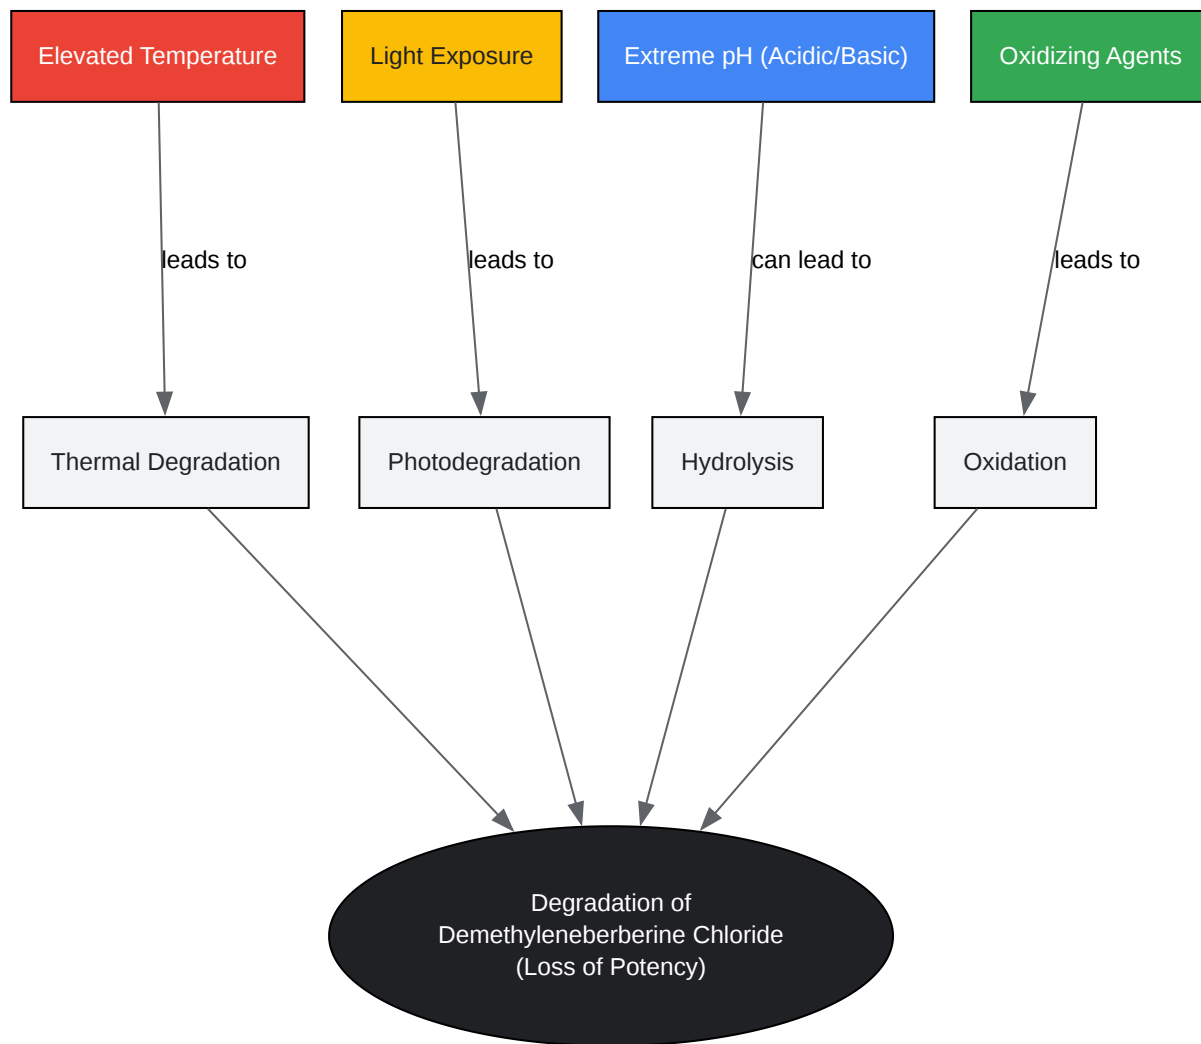 Elevated Temperature
Light Exposure
Extreme pH (Acidic/Basic)
Oxidizing Agents
leads to
leads to
can lead to
leads to
Thermal Degradation
Photodegradation
Hydrolysis
Oxidation
Degradation of
Demethyleneberberine Chloride
(Loss of Potency)